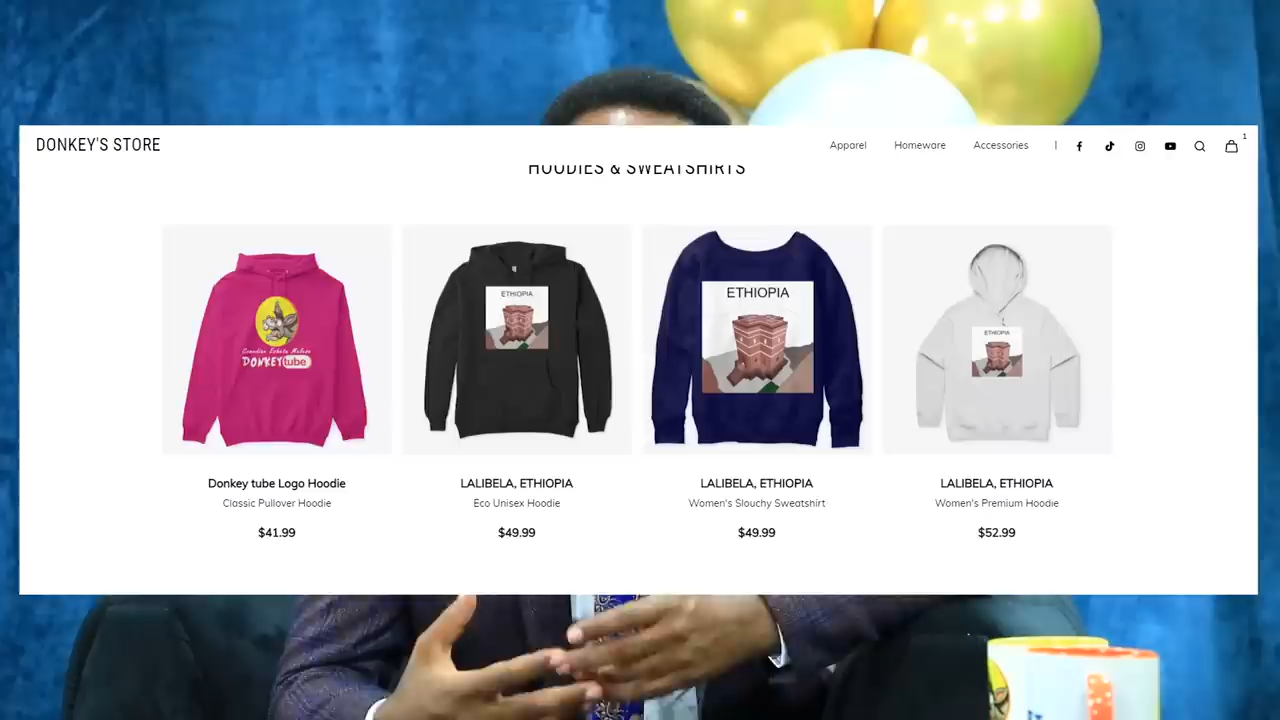 DONKEY'S STORE
Apparel
Homeware
Accessories
1
HOODIES & SWEATSHIRTS
DONKEY tube
ETHIOPIA
ETHIOPIA
ETHIOPIA
Donkey tube Logo Hoodie
Classic Pullover Hoodie
$41.99
LALIBELA, ETHIOPIA
Eco Unisex Hoodie
$49.99
LALIBELA, ETHIOPIA
Women's Slouchy Sweatshirt
$49.99
LALIBELA, ETHIOPIA
Women's Premium Hoodie
$52.99